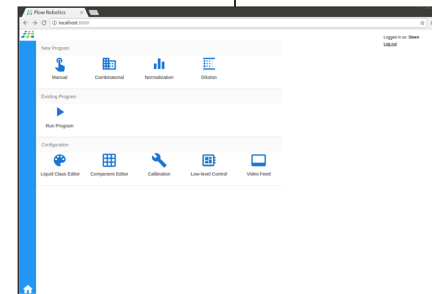 Flow Robotics
localhost:9080
Logged in as: Steen
Log out
New Program
Manual Combinatorial Normalization Dilution
Existing Program
Run Program
Configuration
Liquid Class Editor Component Editor Calibration Low-level Control Video Feed